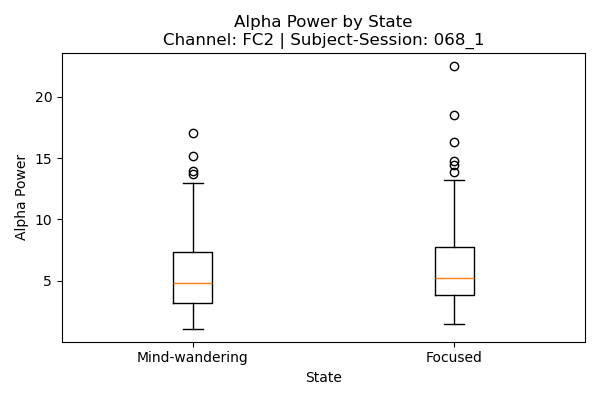 Alpha Power by State
Channel: FC2 | Subject-Session: 068_1
20
15
10
5
Alpha Power
Mind-wandering
Focused
State